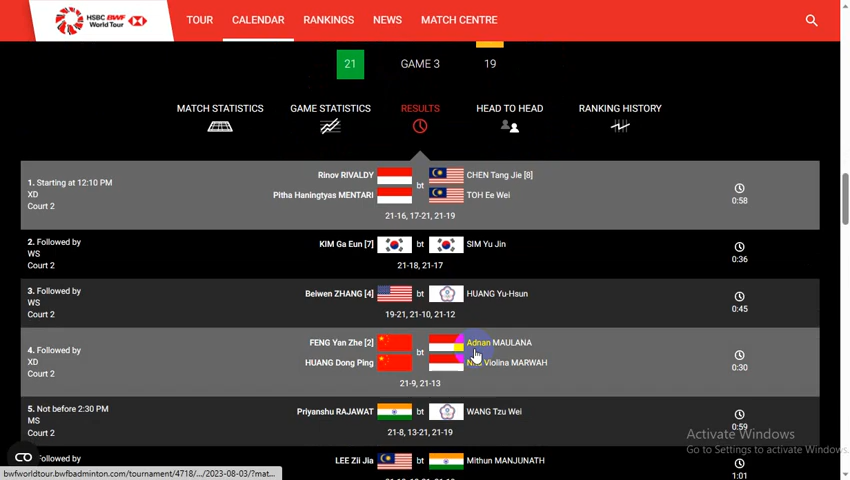 HSBC BWF
World Tour
TOUR
CALENDAR
RANKINGS
NEWS
MATCH CENTRE
21
GAME 3
19
MATCH STATISTICS
GAME STATISTICS
RESULTS
HEAD TO HEAD
RANKING HISTORY
1. Starting at 12:10 PM
XD
Court 2
Rinov RIVALDY
bt
CHEN Tang Jie [8]
Pitha Haningtyas MENTARI
TOH Ee Wei
21-16, 17-21, 21-19
0:58
2. Followed by
WS
Court 2
KIM Ga Eun [7]
bt
SIM Yu Jin
21-18, 21-17
0:36
3. Followed by
WS
Court 2
Beiwen ZHANG [4]
bt
HUANG Yu-Hsun
19-21, 21-10, 21-12
0:45
4. Followed by
XD
Court 2
FENG Yan Zhe [2]
bt
Adnan MAULANA
HUANG Dong Ping
Violina MARWAH
21-9, 21-13
0:30
5. Not before 2:30 PM
MS
Court 2
Priyanshu RAJAWAT
bt
WANG Tzu Wei
21-8, 13-21, 21-19
0:59
Followed by
LEE Zii Jia
bt
Mithun MANJUNATH
1:01
Activate Windows
Go to Settings to activate Windows.
bwfworldtour.bwfbadminton.com/tournament/4718/.../2023-08-03/?mat...